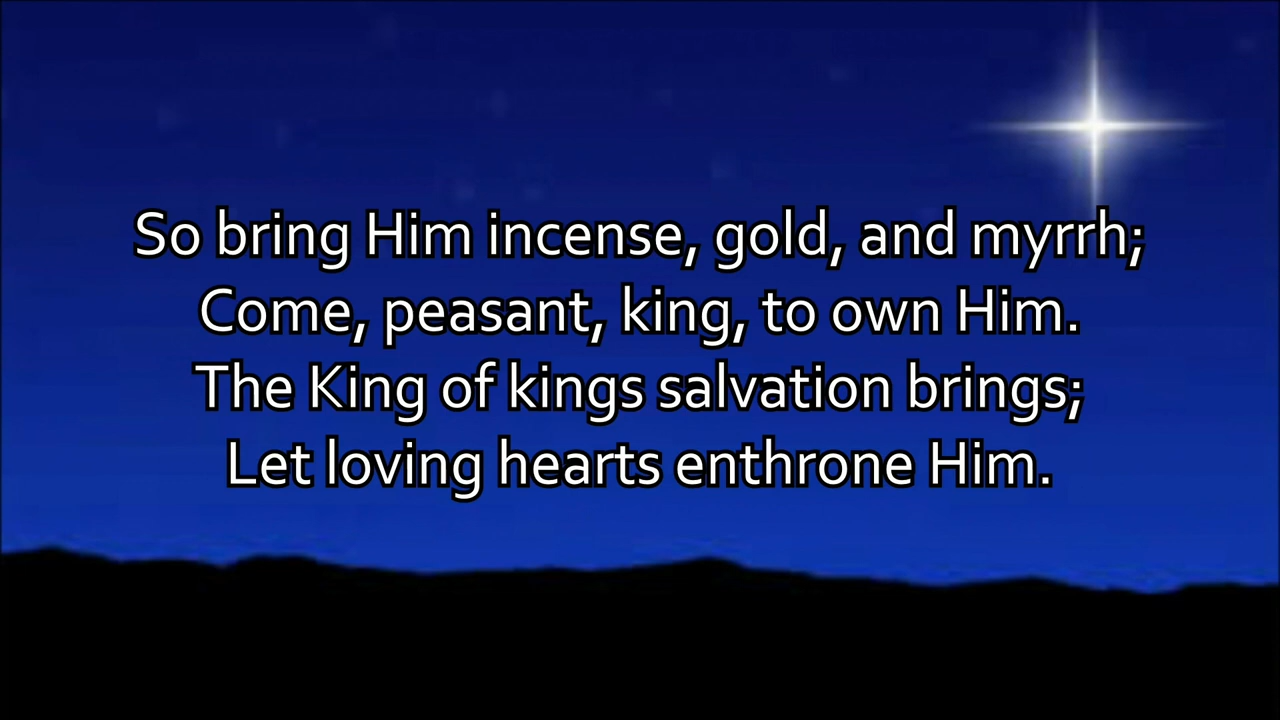 So bring Him incense, gold, and myrrh;
Come, peasant, king, to own Him.
The King of kings salvation brings;
Let loving hearts enthrone Him.